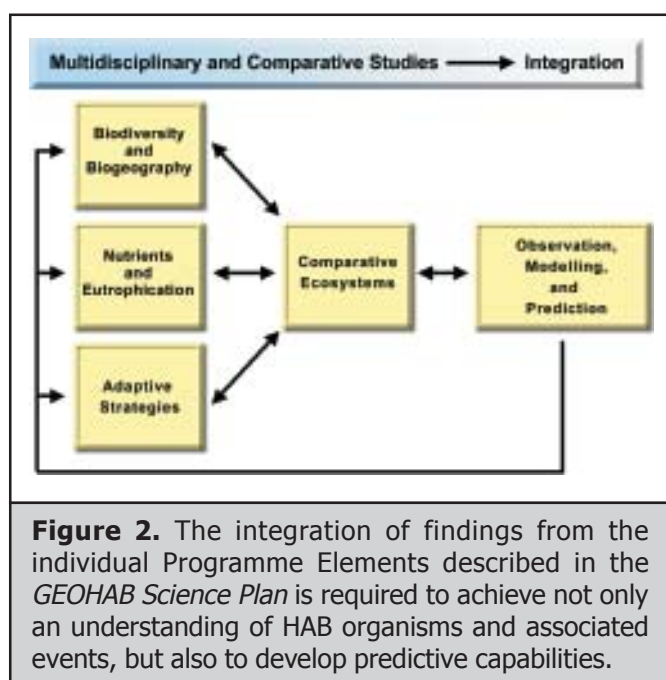 Multidisciplinary and Comparative Studies → Integration
Biodiversity
and
Biogeography
Nutrients
and
Eutrophication
Adaptive
Strategies
Comparative
Ecosystems
Observation,
Modelling,
and
Prediction
Figure 2. The integration of findings from the
individual Programme Elements described in the
GEOHAB Science Plan is required to achieve not only
an understanding of HAB organisms and associated
events, but also to develop predictive capabilities.